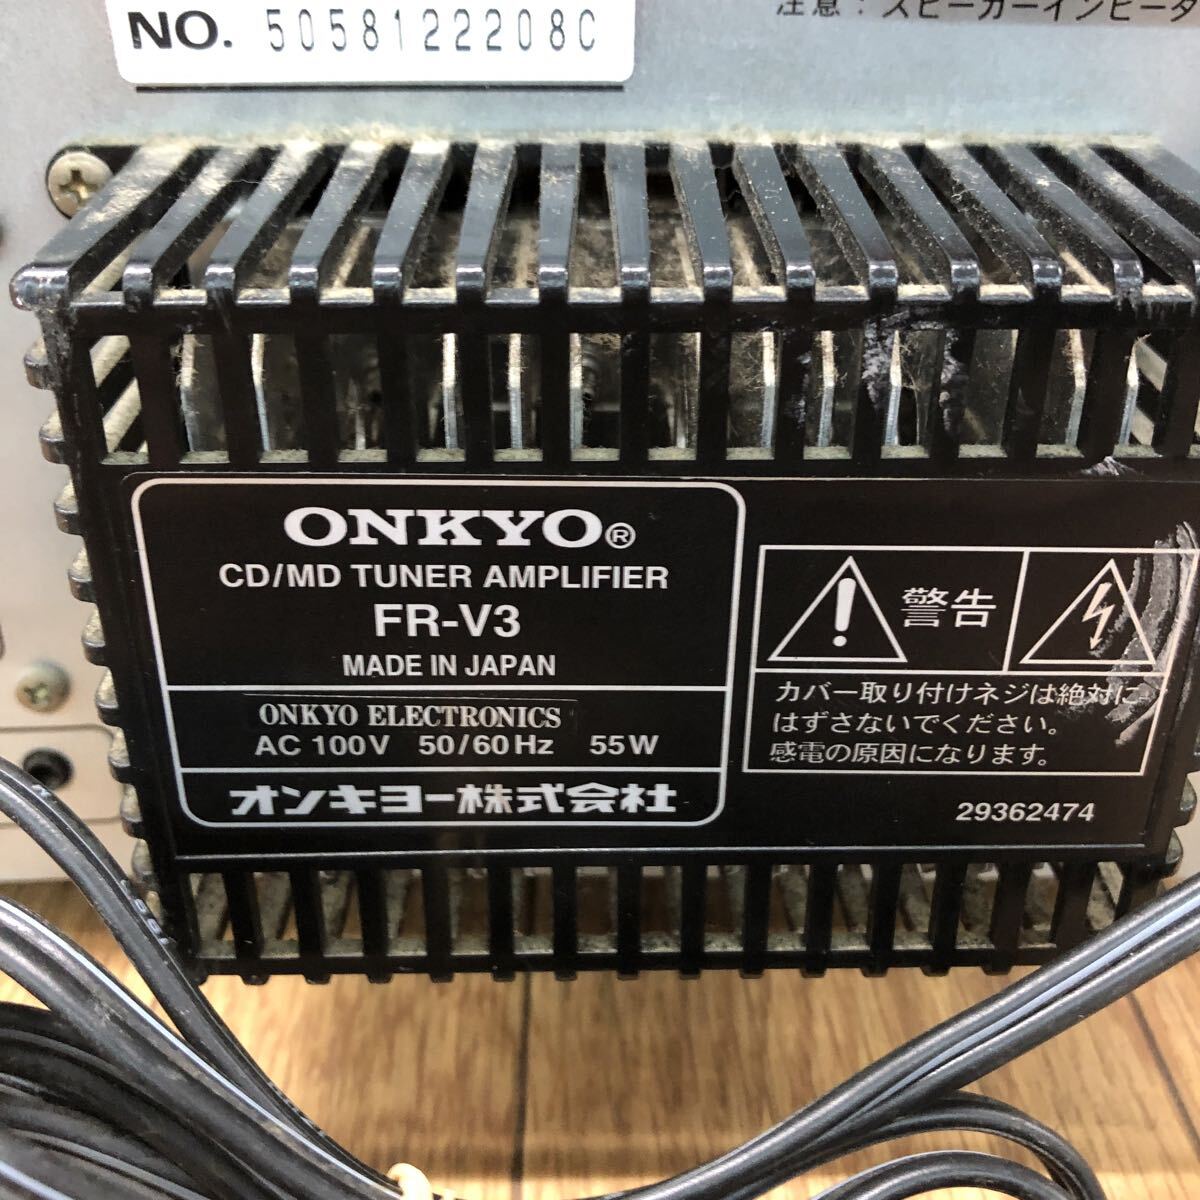 注意：スピーカーインピーダ
NO. 50581222208C
ONKYO®
CD/MD TUNER AMPLIFIER
FR-V3
MADE IN JAPAN
ONKYO ELECTRONICS
AC 100V 50/60Hz 55W
オンキヨー株式会社
警告
カバー取り付けネジは絶対に
はずさないでください。
感電の原因になります。
29362474